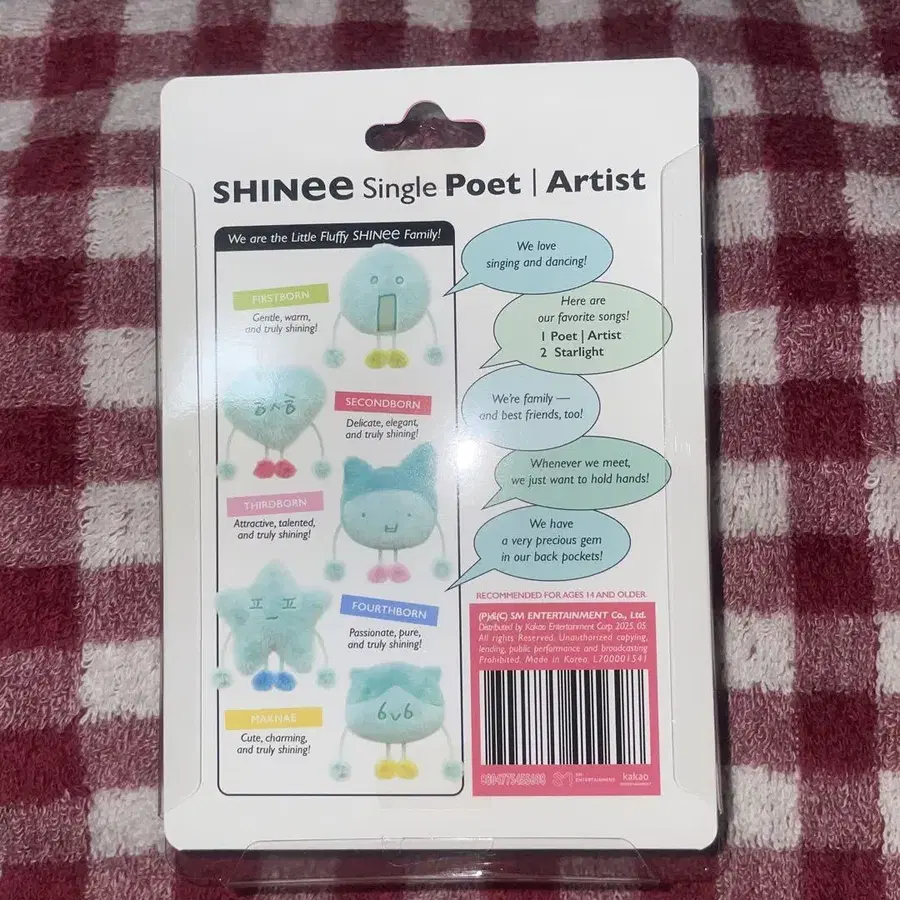 SHINee Single Poet | Artist
We are the Little Fluffy SHINee Family!
FIRSTBORN
Gentle, warm,
and truly shining!
SECONDBORN
Delicate, elegant,
and truly shining!
THIRDBORN
Attractive, talented,
and truly shining!
FOURTHBORN
Passionate, pure,
and truly shining!
MAKNAE
Cute, charming,
and truly shining!
We love
singing and dancing!
Here are
our favorite songs!
1 Poet | Artist
2 Starlight
We're family —
and best friends, too!
Whenever we meet,
we just want to hold hands!
We have
a very precious gem
in our back pockets!
RECOMMENDED FOR AGES 14 AND OLDER
(P)&(C) SM ENTERTAINMENT Co., Ltd.
Distributed by Kakao Entertainment Corp. 2025. 05.
All rights Reserved. Unauthorized copying,
lending, public performance and broadcasting
Prohibited. Made in Korea. L700001541
SM ENTERTAINMENT
kakao
ENTERTAINMENT